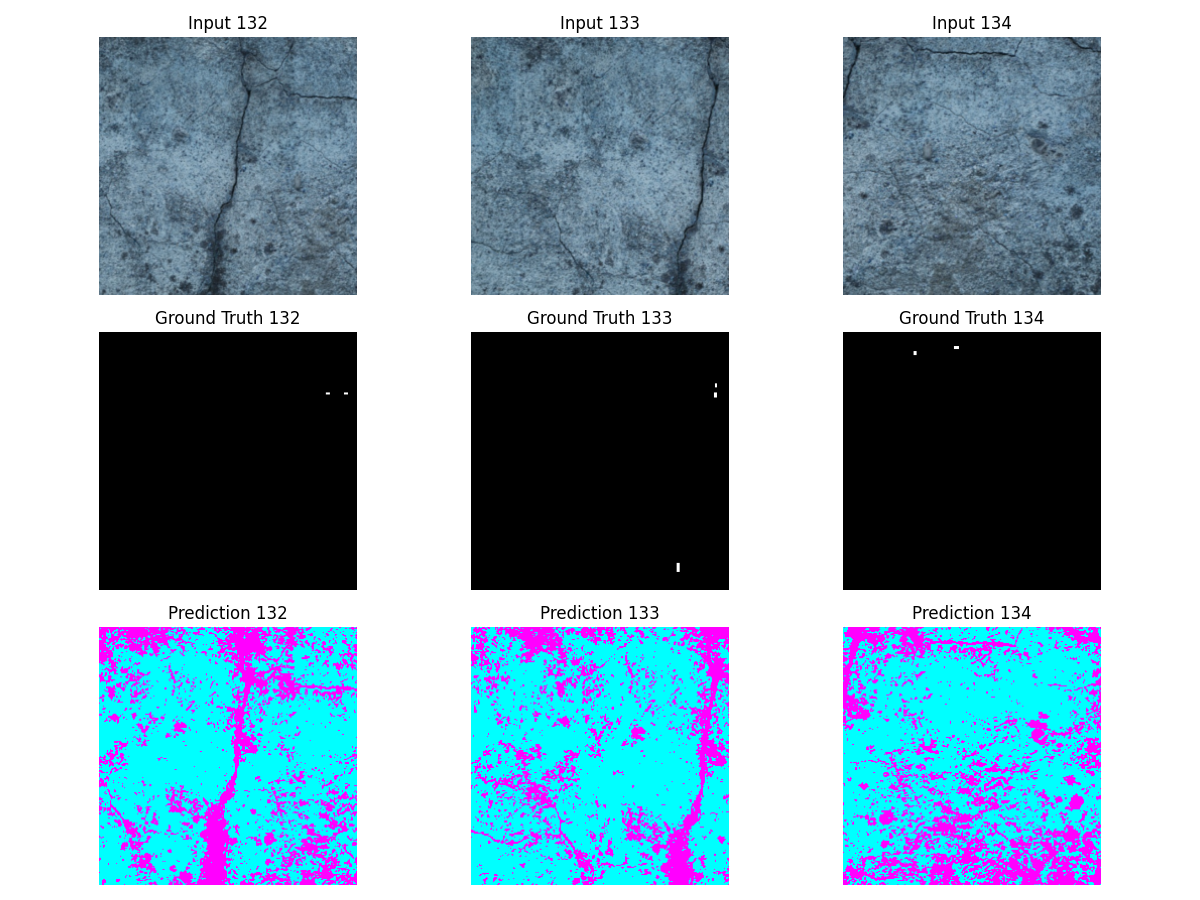 Input 132
Input 133
Input 134
Ground Truth 132
Ground Truth 133
Ground Truth 134
Prediction 132
Prediction 133
Prediction 134